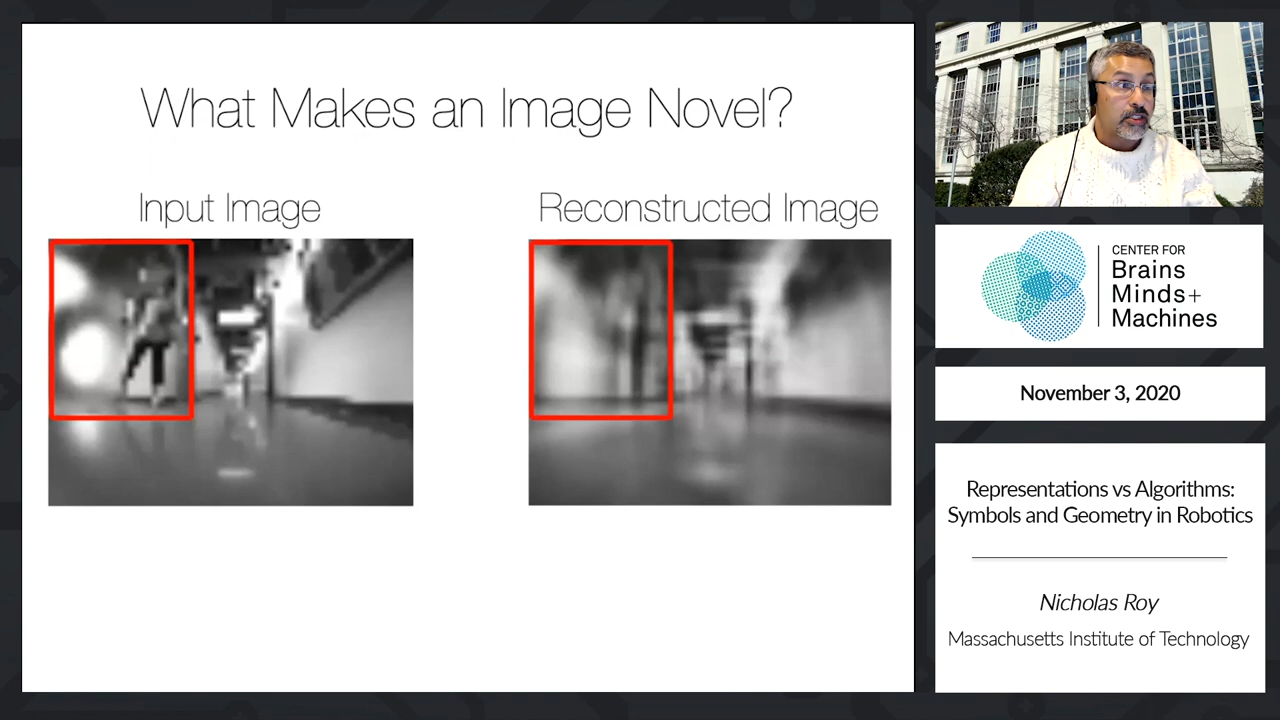 What Makes an Image Novel?
Input Image
Reconstructed Image
CENTER FOR
Brains
Minds+
Machines
November 3, 2020
Representations vs Algorithms:
Symbols and Geometry in Robotics
Nicholas Roy
Massachusetts Institute of Technology